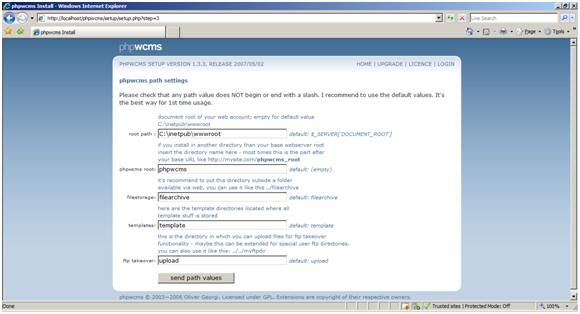 phpwcms Install - Windows Internet Explorer
http://localhost/phpwcms/setup/setup.php?step=3
Live Search
phpwcms Install
Page
Tools
phpwcms
PHPWCMS SETUP VERSION 1.3.3, RELEASE 2007/05/02
HOME | UPGRADE | LICENCE | LOGIN
phpwcms path settings
Please check that any path value does NOT begin or end with a slash. I recommend to use the default values. It's
the best way for 1st time usage.
document root of your web account; empty for default value
C:\inetpub\wwwroot
root path :
C:\inetpub\wwwroot
default: $_SERVER['DOCUMENT_ROOT']
if you install in another directory than your base webserver root
insert the directory name here - most times this is the part after
your base URL like http://mysite.com/phpwcms_root
phpwcms root:
phpwcms
default: (empty)
it's recommend to put this directory outside a folder
available via web. you can use it like this ../filearchive
filestorage:
filearchive
default: filearchive
here are the template directories located where all
template stuff is stored
templates:
template
default: template
this is the directory in which you can upload files for ftp takeover
functionality - maybe this can be extended for special user ftp directories.
you can also use it like this: ../../myftpdir
ftp takeover:
upload
default: upload
send path values
phpwcms © 2003—2006 Oliver Georgi. Licensed under GPL. Extensions are copyright of their respective owners.
Done
Trusted sites | Protected Mode: Off
100%